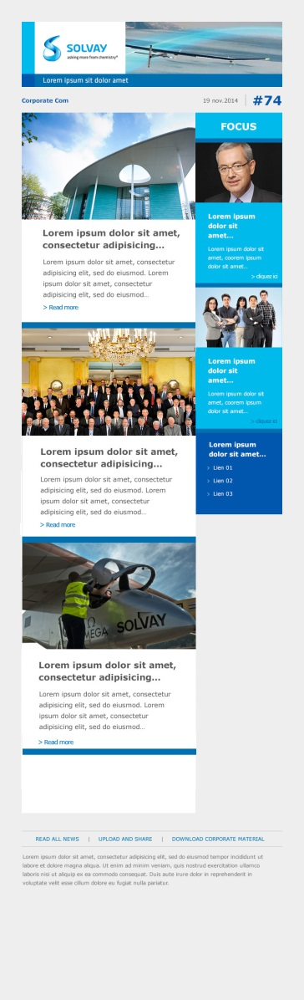 SOLVAY
asking more from chemistry®
Lorem ipsum dolor sit amet
Corporate Com
19 nov.2014
#74
Lorem ipsum dolor sit amet,
consectetur adipisicing...
Lorem ipsum dolor sit amet, consectetur
adipisicing elit, sed do eiusmod. Lorem
ipsum dolor sit amet, consectetur
adipisicing elit, sed do eiusmod...
> Read more
Lorem ipsum dolor sit amet,
consectetur adipisicing...
Lorem ipsum dolor sit amet, consectetur
adipisicing elit, sed do eiusmod. Lorem
ipsum dolor sit amet, consectetur
adipisicing elit, sed do eiusmod...
> Read more
OMEGA SOLVAY
Lorem ipsum dolor sit amet,
consectetur adipisicing...
Lorem ipsum dolor sit amet, consectetur
adipisicing elit, sed do eiusmod. Lorem
ipsum dolor sit amet, consectetur
adipisicing elit, sed do eiusmod...
> Read more
FOCUS
Lorem ipsum
dolor sit
amet...
Lorem ipsum dolor sit
amet, coorem ipsum
dolor sit amet...
> cliquez ici
Lorem ipsum
dolor sit
amet...
Lorem ipsum dolor sit
amet, coorem ipsum
dolor sit amet...
> cliquez ici
Lorem ipsum
dolor sit amet...
> Lien 01
> Lien 02
> Lien 03
READ ALL NEWS | UPLOAD AND SHARE | DOWNLOAD CORPORATE MATERIAL
Lorem ipsum dolor sit amet, consectetur adipisicing elit, sed do eiusmod tempor incididunt ut
labore et dolore magna aliqua. Ut enim ad minim veniam, quis nostrud exercitation ullamco
laboris nisi ut aliquip ex ea commodo consequat. Duis aute irure dolor in reprehenderit in
voluptate velit esse cillum dolore eu fugiat nulla pariatur.